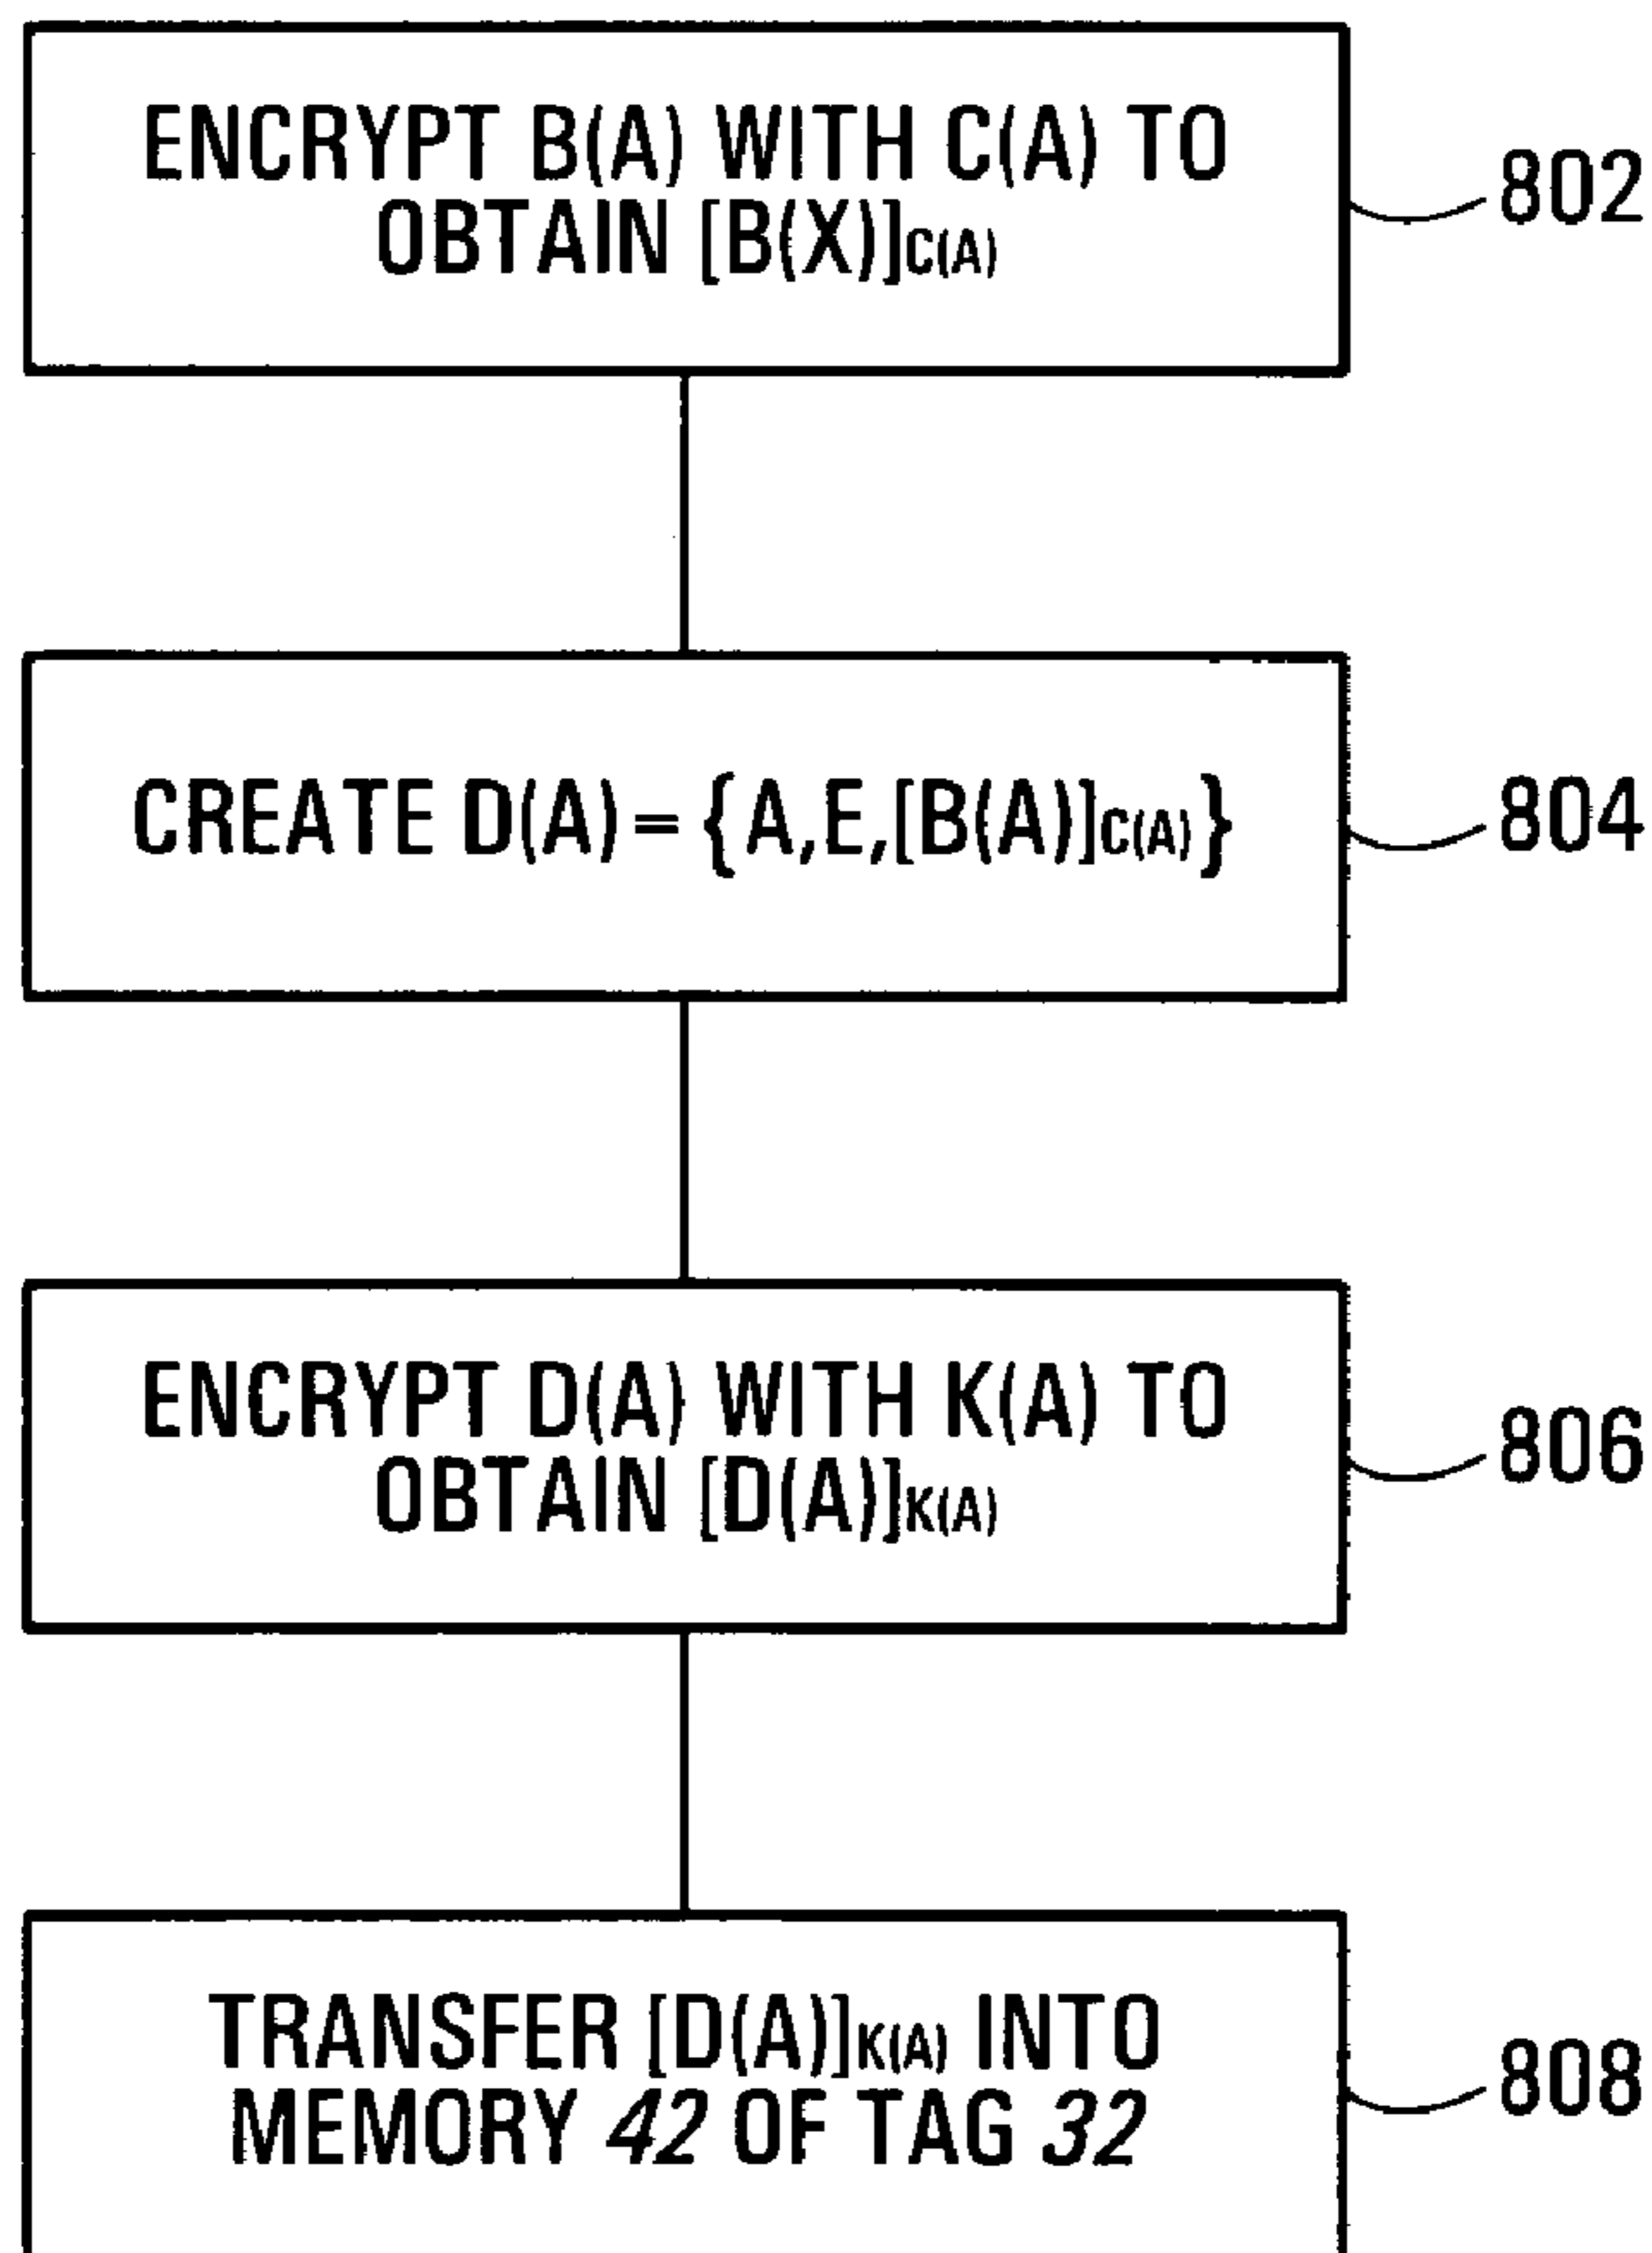 ENCRYPT B(A) WITH C(A) TO
OBTAIN [B(X)]C(A)
802
CREATE D(A)={A,E,[B(A)]C(A)}
804
ENCRYPT D(A) WITH K(A) TO
OBTAIN [D(A)]K(A)
806
TRANSFER [D(A)]K(A) INTO
MEMORY 42 OF TAG 32
808